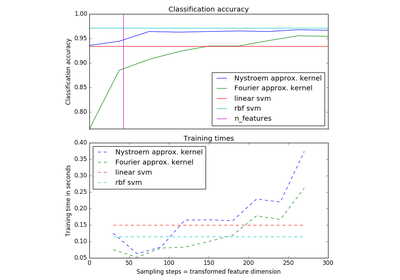 Classification accuracy
1.00
0.95
0.90
0.85
0.80
Classification accuracy
Nystroem approx. kernel
Fourier approx. kernel
linear svm
rbf svm
n_features
Training times
0.40
0.35
0.30
0.25
0.20
0.15
0.10
0.05
Training time in seconds
Nystroem approx. kernel
Fourier approx. kernel
linear svm
rbf svm
0 50 100 150 200 250 300
Sampling steps = transformed feature dimension